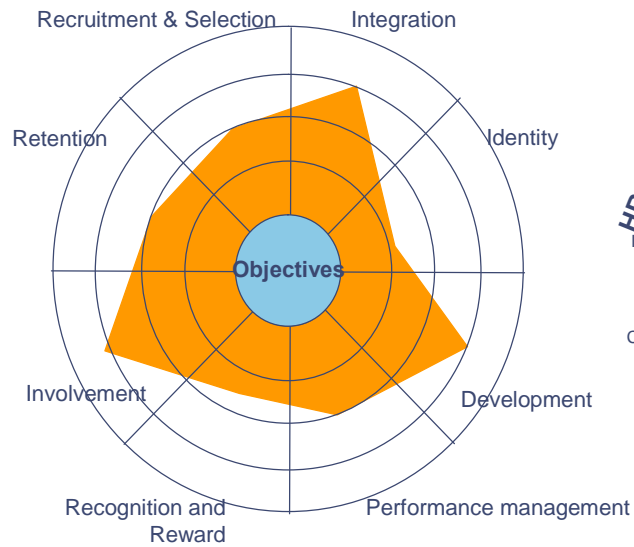 Recruitment & Selection
Integration
Retention
Identity
Objectives
Involvement
Development
Recognition and
Reward
Performance management